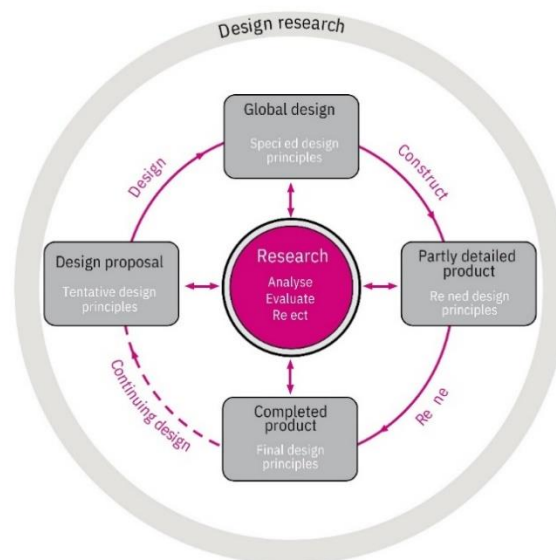 Design research
Global design
Speci ed design
principles
Design
Construct
Design proposal
Tentative design
principles
Research
Analyse
Evaluate
Re ect
Partly detailed
product
Re ned design
principles
Continuing design
Re ne
Completed
product
Final design
principles